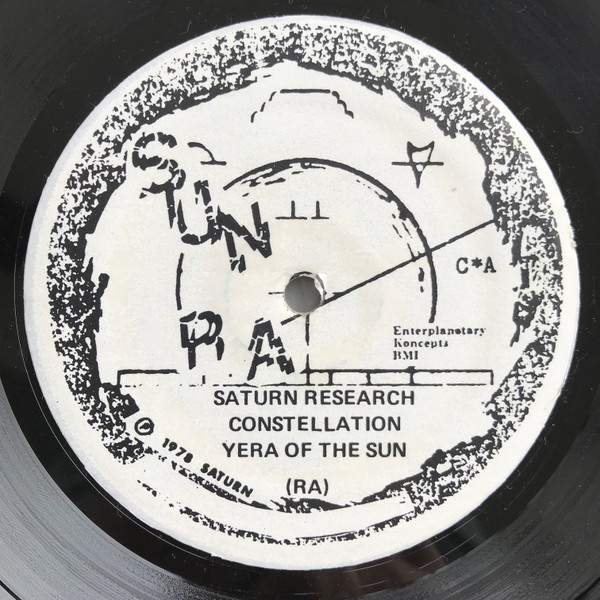 SUN
RA
C*A
Enterplanetary
Koncepts
BMI
SATURN RESEARCH
CONSTELLATION
YERA OF THE SUN
(RA)
© 1978 SATURN